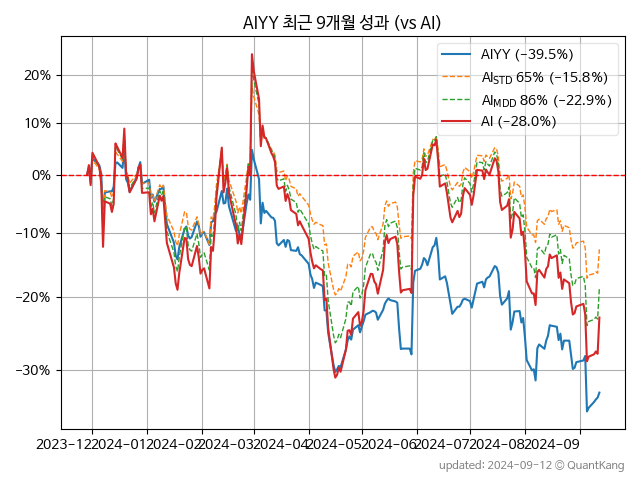 AIYY 최근 9개월 성과 (vs AI)
AIYY (−39.5%)
AISTD 65% (−15.8%)
AIMDD 86% (−22.9%)
AI (−28.0%)
20%
10%
0%
−10%
−20%
−30%
2023−12 2024−01 2024−02 2024−03 2024−04 2024−05 2024−06 2024−07 2024−08 2024−09
updated: 2024−09−12 © QuantKang